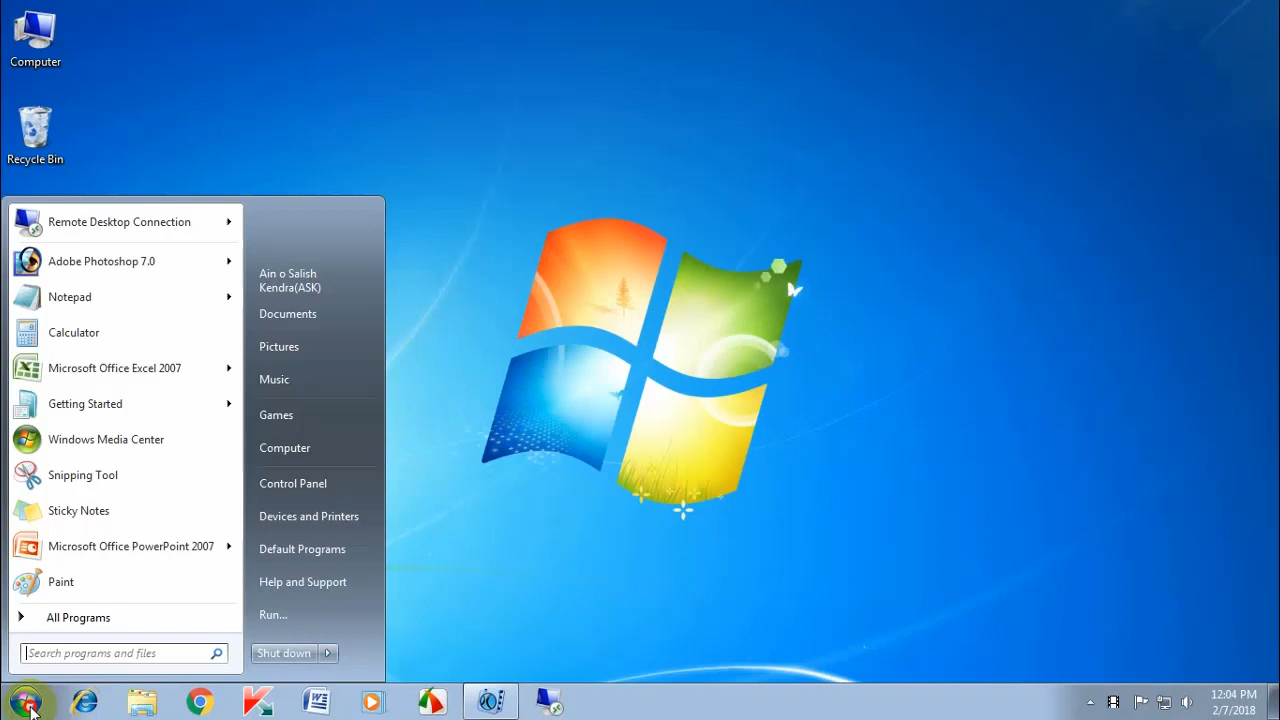 Computer
Recycle Bin
Remote Desktop Connection
Adobe Photoshop 7.0
Notepad
Calculator
Microsoft Office Excel 2007
Getting Started
Windows Media Center
Snipping Tool
Sticky Notes
Microsoft Office PowerPoint 2007
Paint
All Programs
Search programs and files
Ain o Salish
Kendra(ASK)
Documents
Pictures
Music
Games
Computer
Control Panel
Devices and Printers
Default Programs
Help and Support
Run...
Shut down
12:04 PM
2/7/2018